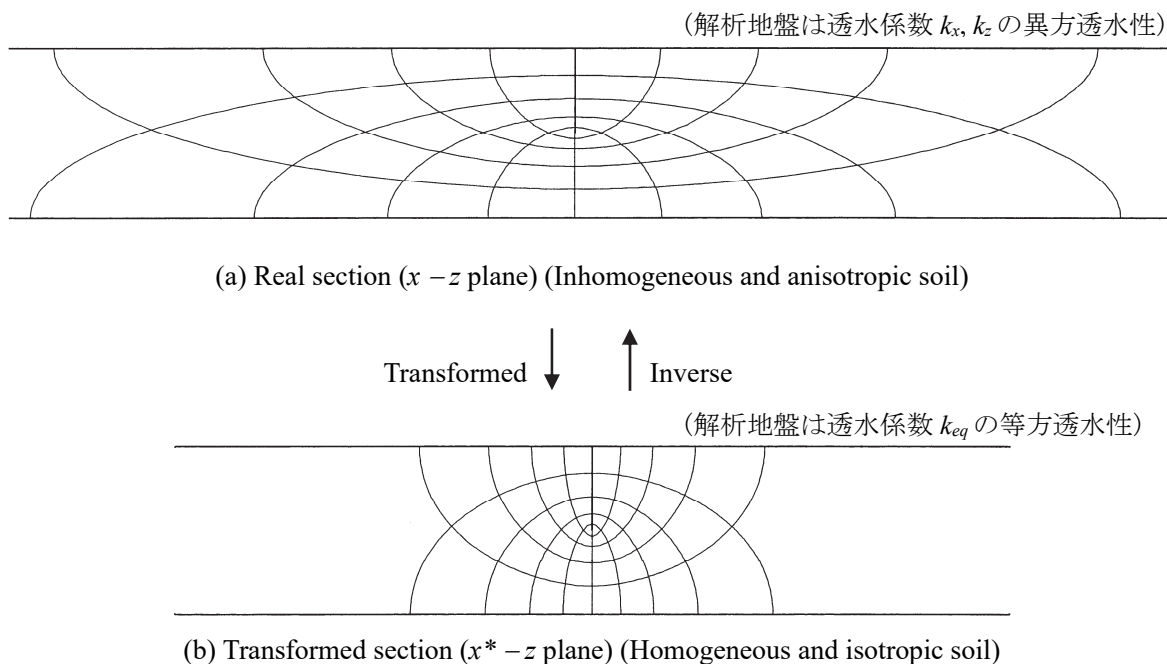 (解析地盤は透水係数 kx, kz の異方透水性)
(a) Real section (x – z plane) (Inhomogeneous and anisotropic soil)
Transformed
Inverse
(解析地盤は透水係数 keq の等方透水性)
(b) Transformed section (x* – z plane) (Homogeneous and isotropic soil)